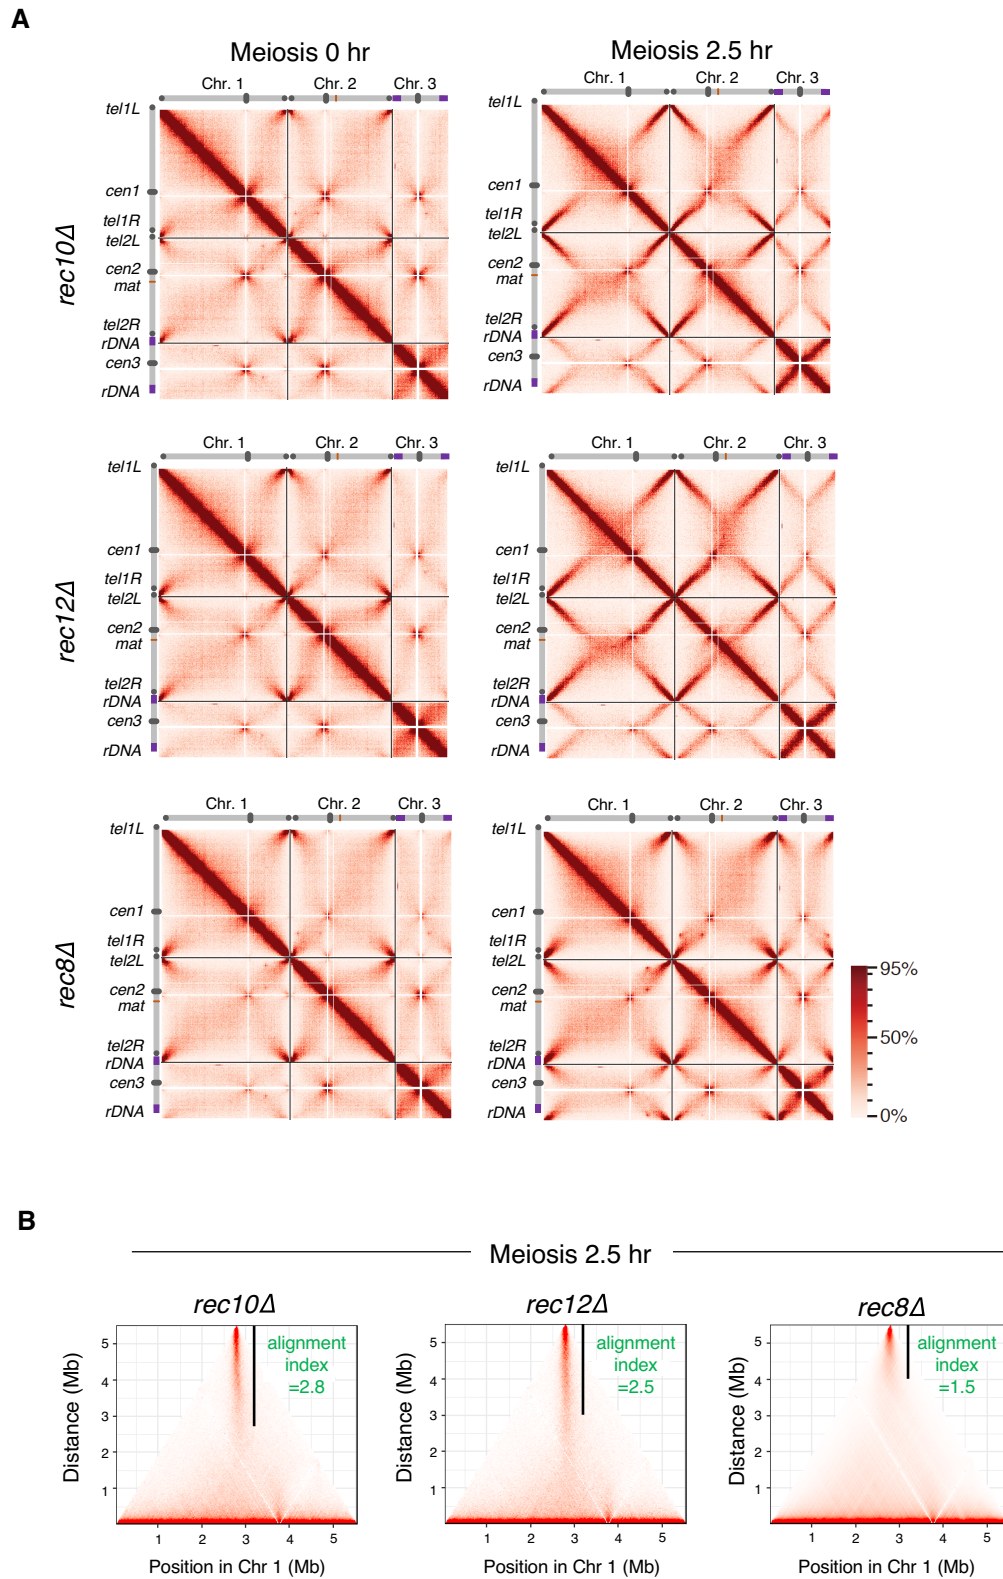 A
Meiosis 0 hr
Meiosis 2.5 hr
rec10Δ
Chr. 1 Chr. 2 Chr. 3
tel1L
cen1
tel1R
tel2L
cen2
mat
tel2R
rDNA
cen3
rDNA
Chr. 1 Chr. 2 Chr. 3
tel1L
cen1
tel1R
tel2L
cen2
mat
tel2R
rDNA
cen3
rDNA
rec12Δ
Chr. 1 Chr. 2 Chr. 3
tel1L
cen1
tel1R
tel2L
cen2
mat
tel2R
rDNA
cen3
rDNA
Chr. 1 Chr. 2 Chr. 3
tel1L
cen1
tel1R
tel2L
cen2
mat
tel2R
rDNA
cen3
rDNA
rec8Δ
Chr. 1 Chr. 2 Chr. 3
tel1L
cen1
tel1R
tel2L
cen2
mat
tel2R
rDNA
cen3
rDNA
Chr. 1 Chr. 2 Chr. 3
tel1L
cen1
tel1R
tel2L
cen2
mat
tel2R
rDNA
cen3
rDNA
95%
50%
0%
B
Meiosis 2.5 hr
rec10Δ
alignment
index
=2.8
Distance (Mb)
5
4
3
2
1
1 2 3 4 5
Position in Chr 1 (Mb)
rec12Δ
alignment
index
=2.5
5
4
3
2
1
1 2 3 4 5
Position in Chr 1 (Mb)
rec8Δ
alignment
index
=1.5
Distance (Mb)
5
4
3
2
1
1 2 3 4 5
Position in Chr 1 (Mb)